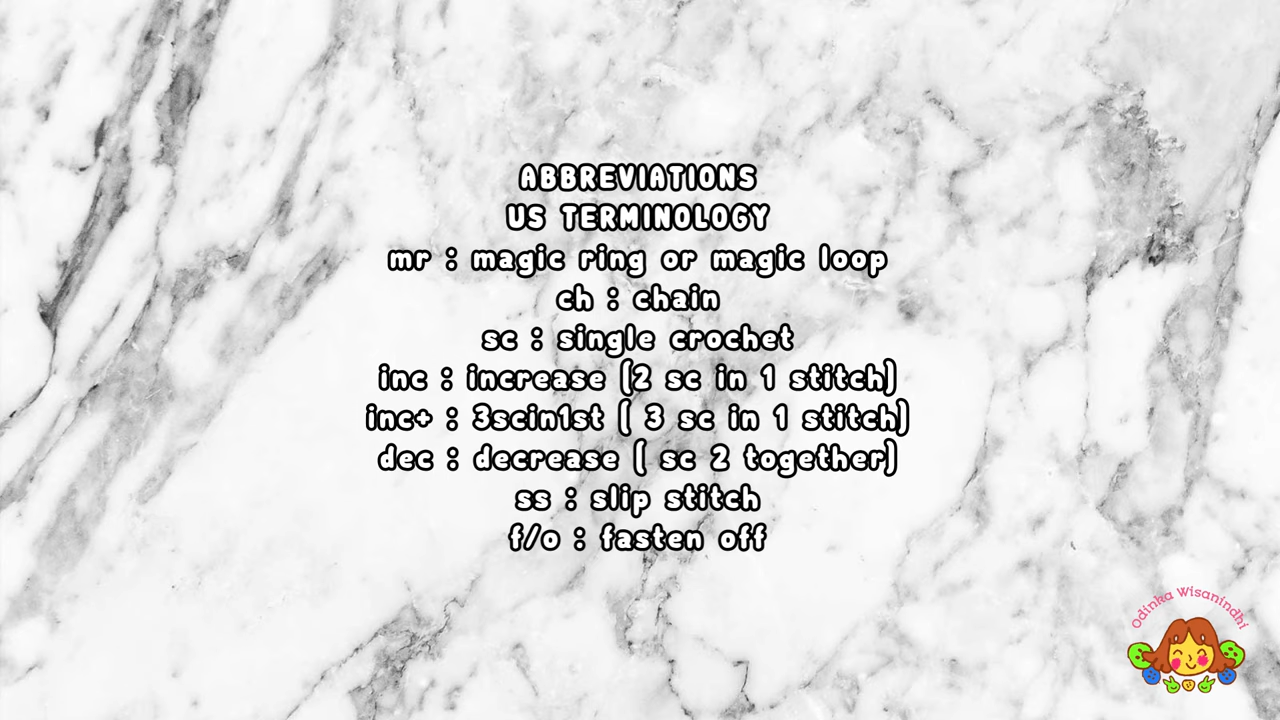 ABBREVIATIONS
US TERMINOLOGY
mr : magic ring or magic loop
ch : chain
sc : single crochet
inc : increase (2 sc in 1 stitch)
inc+ : 3scin1st ( 3 sc in 1 stitch)
dec : decrease ( sc 2 together)
ss : slip stitch
f/o : fasten off
Odinka Wisanindhi